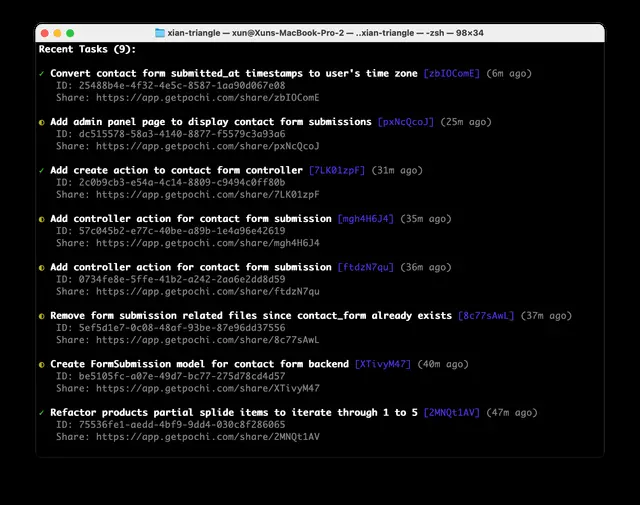 xian-triangle — xun@Xuns-MacBook-Pro-2 — ..xian-triangle — -zsh — 98×34
Recent Tasks (9):
✓ Convert contact form submitted_at timestamps to user's time zone [zbIOComE] (6m ago)
ID: 25488b4e-4f32-4e5c-8587-1aa90d067e08
Share: https://app.getpochi.com/share/zbIOComE
◐ Add admin panel page to display contact form submissions [pxNcQcoJ] (25m ago)
ID: dc515578-58a3-4140-8877-f5579c3a93a6
Share: https://app.getpochi.com/share/pxNcQcoJ
✓ Add create action to contact form controller [7LK01zpF] (31m ago)
ID: 2c0b9cb3-e54a-4c14-8809-c9494c0ff80b
Share: https://app.getpochi.com/share/7LK01zpF
◐ Add controller action for contact form submission [mgh4H6J4] (35m ago)
ID: 57c045b2-e77c-40be-a89b-1e4a96e42619
Share: https://app.getpochi.com/share/mgh4H6J4
◐ Add controller action for contact form submission [ftdzN7qu] (36m ago)
ID: 0734fe8e-5ffe-41b2-a242-2aa6e2dd8d59
Share: https://app.getpochi.com/share/ftdzN7qu
◐ Remove form submission related files since contact_form already exists [8c77sAwL] (37m ago)
ID: 5ef5d1e7-0c08-48af-93be-87e96dd37556
Share: https://app.getpochi.com/share/8c77sAwL
◐ Create FormSubmission model for contact form backend [XTivyM47] (40m ago)
ID: be5105fc-a07e-49d7-bc77-275d78cd4d57
Share: https://app.getpochi.com/share/XTivyM47
✓ Refactor products partial splide items to iterate through 1 to 5 [2MNQt1AV] (47m ago)
ID: 75536fe1-aedd-4bf9-9dd4-030c8f286065
Share: https://app.getpochi.com/share/2MNQt1AV